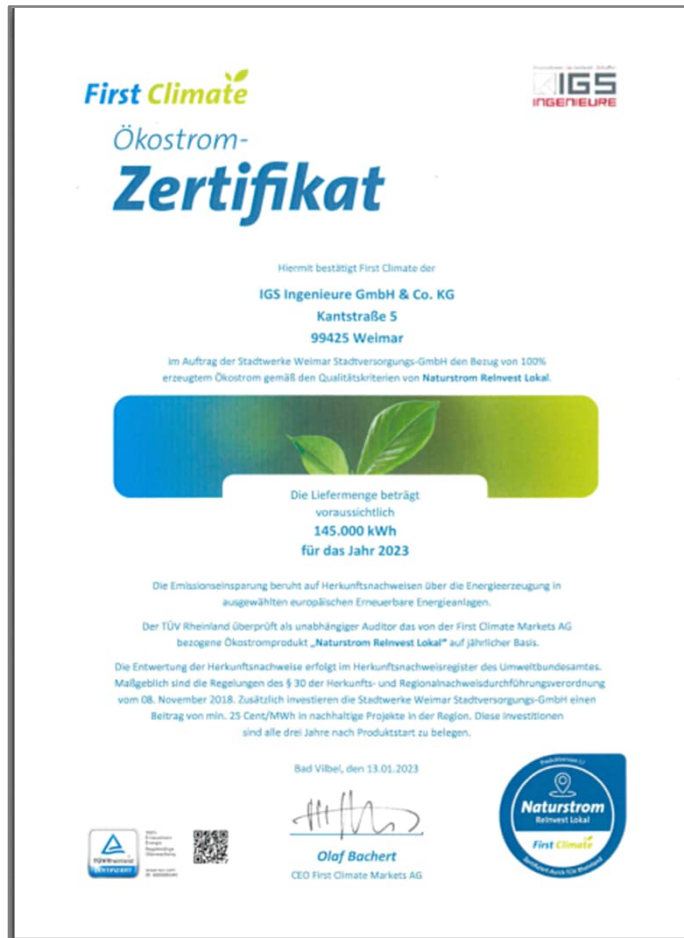 First Climate
IGS
INGENIEURE
Ökostrom-
Zertifikat
Hiermit bestätigt First Climate der
IGS Ingenieure GmbH & Co. KG
Kantstraße 5
99425 Weimar
im Auftrag der Stadtwerke Weimar Stadtversorgungs-GmbH den Bezug von 100%
erzeugtem Ökostrom gemäß den Qualitätskriterien von Naturstrom ReInvest Lokal.
Die Liefermenge beträgt
voraussichtlich
145.000 kWh
für das Jahr 2023
Die Emissionseinsparung beruht auf Herkunftsnachweisen über die Energieerzeugung in
ausgewählten europäischen Erneuerbare Energieanlagen.
Der TÜV Rheinland überprüft als unabhängiger Auditor das von der First Climate Markets AG
bezogene Ökostromprodukt „Naturstrom ReInvest Lokal" auf jährlicher Basis.
Die Entwertung der Herkunftsnachweise erfolgt im Herkunftsnachweisregister des Umweltbundesamtes.
Maßgeblich sind die Regelungen des § 30 der Herkunfts- und Regionalnachweisdurchführungsverordnung
vom 08. November 2018. Zusätzlich investieren die Stadtwerke Weimar Stadtversorgungs-GmbH einen
Beitrag von min. 25 Cent/MWh in nachhaltige Projekte in der Region. Diese Investitionen
sind alle drei Jahre nach Produktstart zu belegen.
Bad Vilbel, den 13.01.2023
Olaf Bachert
CEO First Climate Markets AG
TÜVRheinland
ZERTIFIZIERT
Naturstrom
ReInvest Lokal
First Climate
Zertifiziert durch TÜV Rheinland